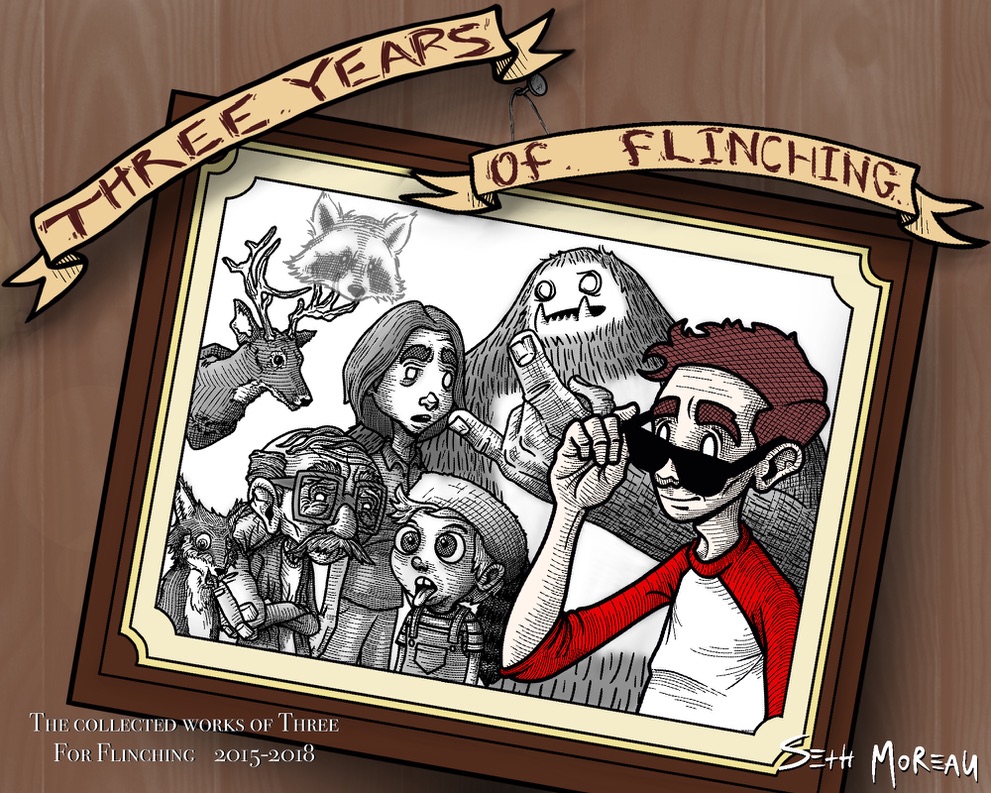 THREE YEARS
OF FLINCHING
The collected works of Three
For Flinching 2015-2018
Seth Moreau